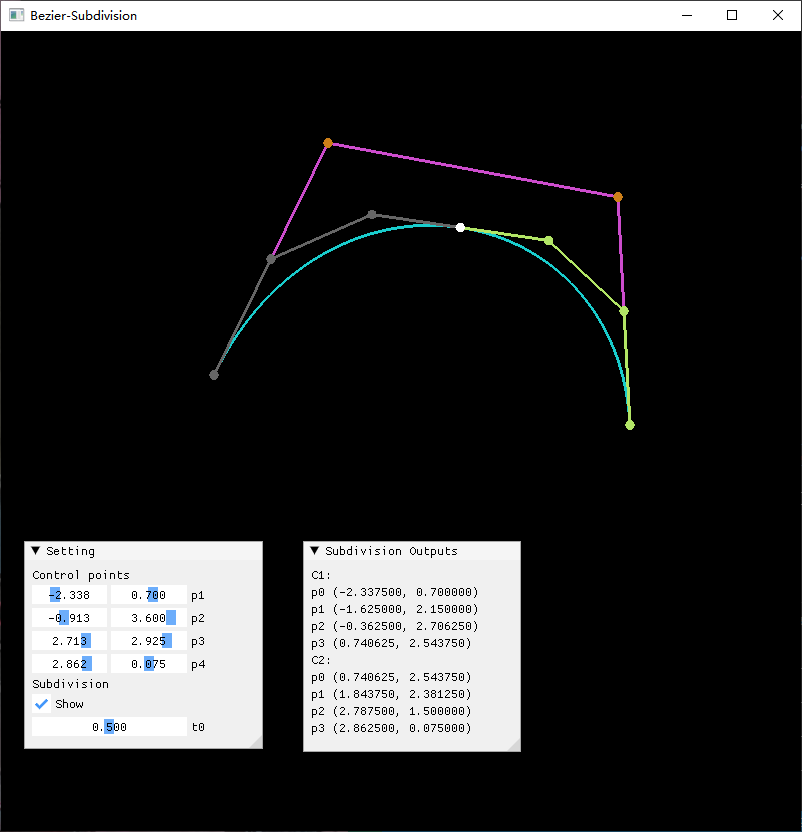 Bezier-Subdivision
Setting
Control points
-2.338 0.700 p1
-0.913 3.600 p2
2.713 2.925 p3
2.862 0.075 p4
Subdivision
Show
0.500 t0
Subdivision Outputs
C1:
p0 (-2.337500, 0.700000)
p1 (-1.625000, 2.150000)
p2 (-0.362500, 2.706250)
p3 (0.740625, 2.543750)
C2:
p0 (0.740625, 2.543750)
p1 (1.843750, 2.381250)
p2 (2.787500, 1.500000)
p3 (2.862500, 0.075000)